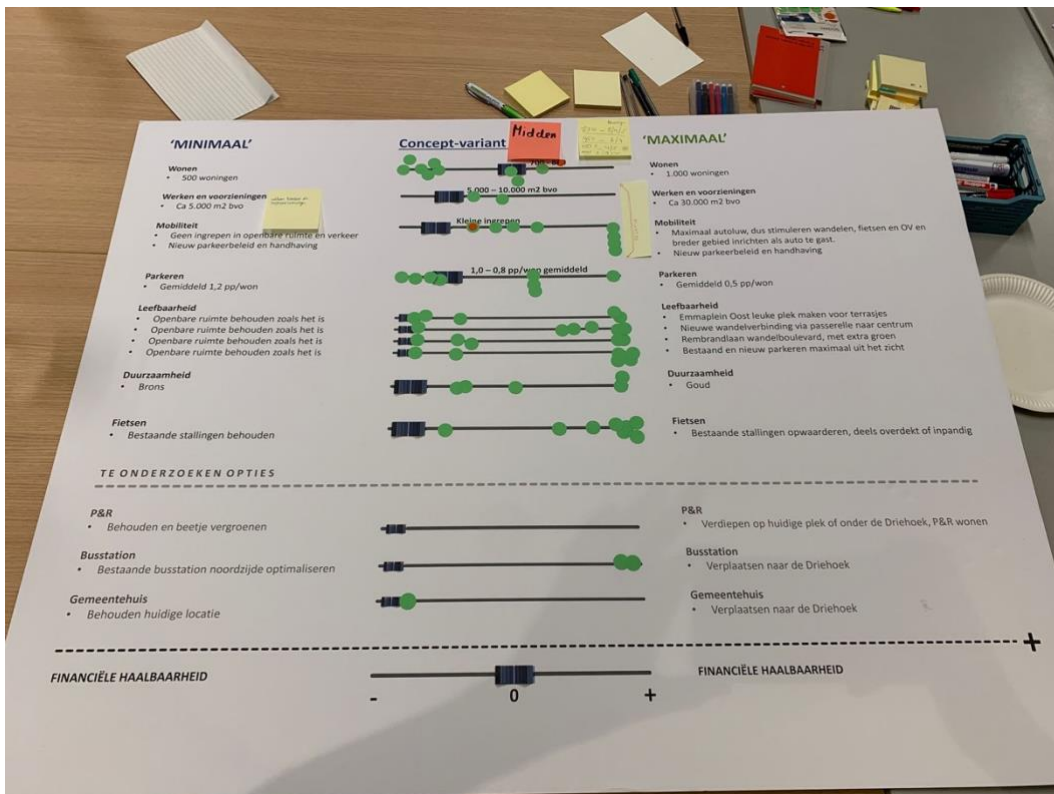 'MINIMAAL'
Concept-variant
Midden
'MAXIMAAL'
Wonen
• 500 woningen
700 -
Wonen
• 1.000 woningen
Werken en voorzieningen
• Ca 5.000 m2 bvo
5.000 – 10.000 m2 bvo
Werken en voorzieningen
• Ca 30.000 m2 bvo
Mobiliteit
• Geen ingrepen in openbare ruimte en verkeer
• Nieuw parkeerbeleid en handhaving
Kleine ingrepen
Mobiliteit
• Maximaal autoluw, dus stimuleren wandelen, fietsen en OV en
breder gebied inrichten als auto te gast.
• Nieuw parkeerbeleid en handhaving
Parkeren
• Gemiddeld 1,2 pp/won
1,0 – 0,8 pp/won gemiddeld
Parkeren
• Gemiddeld 0,5 pp/won
Leefbaarheid
• Openbare ruimte behouden zoals het is
• Openbare ruimte behouden zoals het is
• Openbare ruimte behouden zoals het is
• Openbare ruimte behouden zoals het is
Leefbaarheid
• Emmaplein Oost leuke plek maken voor terrasjes
• Nieuwe wandelverbinding via passerelle naar centrum
• Rembrandlaan wandelboulevard, met extra groen
• Bestaand en nieuw parkeren maximaal uit het zicht
Duurzaamheid
• Brons
Duurzaamheid
• Goud
Fietsen
• Bestaande stallingen behouden
Fietsen
• Bestaande stallingen opwaarderen, deels overdekt of inpandig
TE ONDERZOEKEN OPTIES
P&R
• Behouden en beetje vergroenen
P&R
• Verdiepen op huidige plek of onder de Driehoek, P&R wonen
Busstation
• Bestaande busstation noordzijde optimaliseren
Busstation
• Verplaatsen naar de Driehoek
Gemeentehuis
• Behouden huidige locatie
Gemeentehuis
• Verplaatsen naar de Driehoek
+
FINANCIËLE HAALBAARHEID
- 0 +
FINANCIËLE HAALBAARHEID